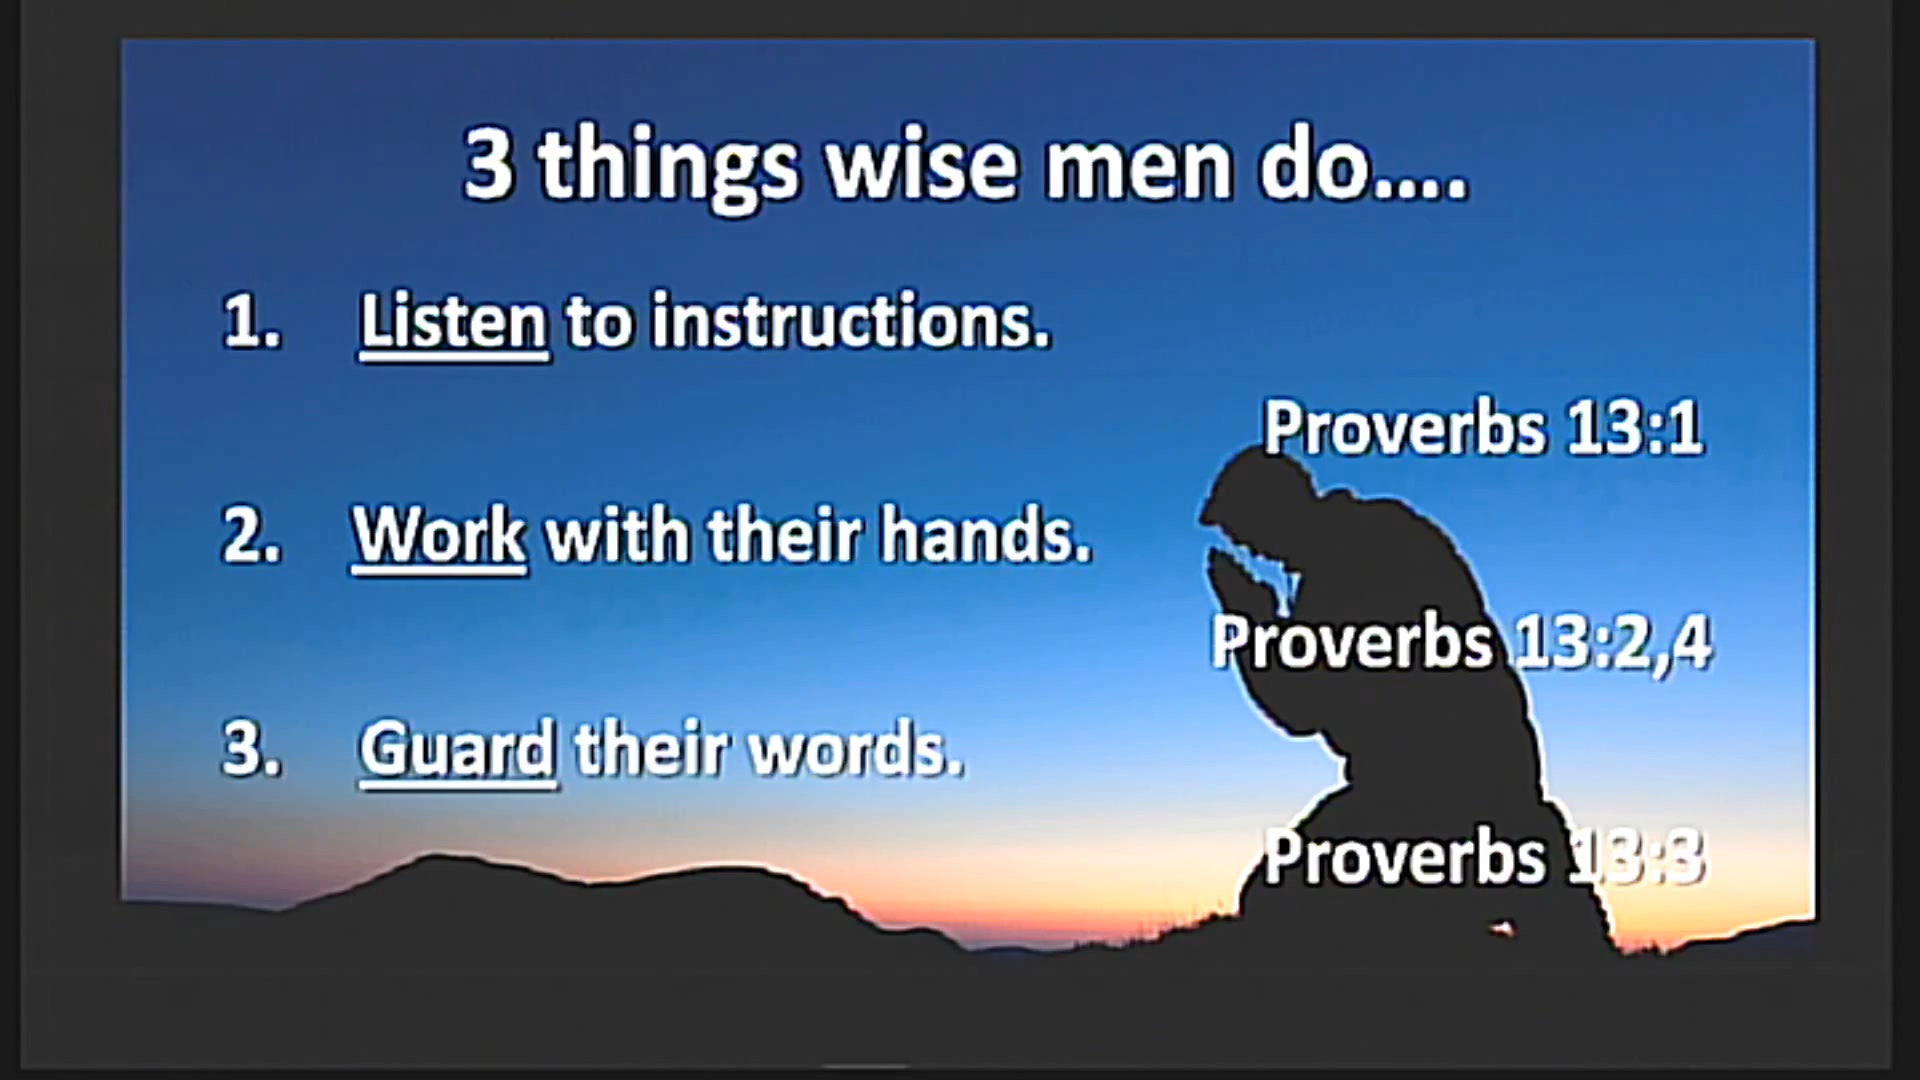 3 things wise men do....
1. Listen to instructions.
Proverbs 13:1
2. Work with their hands.
Proverbs 13:2,4
3. Guard their words.
Proverbs 13:3